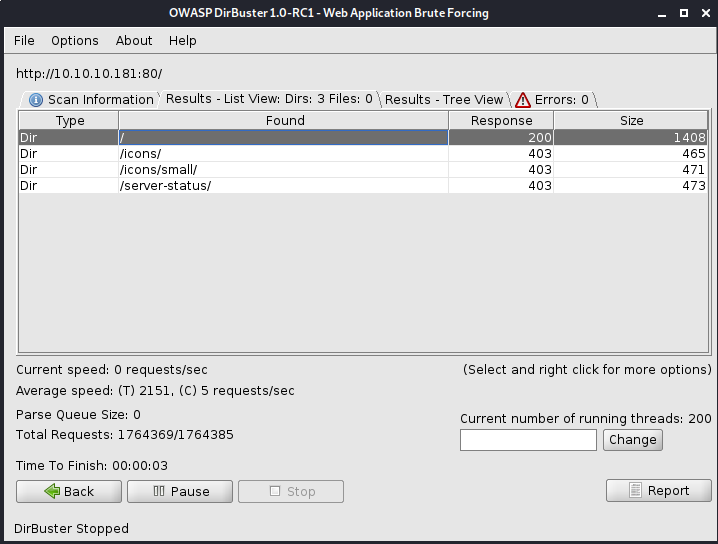 OWASP DirBuster 1.0-RC1 - Web Application Brute Forcing
File Options About Help
http://10.10.10.181:80/
Scan Information Results - List View: Dirs: 3 Files: 0 Results - Tree View Errors: 0
Type Found Response Size
Dir / 200 1408
Dir /icons/ 403 465
Dir /icons/small/ 403 471
Dir /server-status/ 403 473
Current speed: 0 requests/sec (Select and right click for more options)
Average speed: (T) 2151, (C) 5 requests/sec
Parse Queue Size: 0
Current number of running threads: 200
Total Requests: 1764369/1764385
Change
Time To Finish: 00:00:03
Back Pause Stop Report
DirBuster Stopped